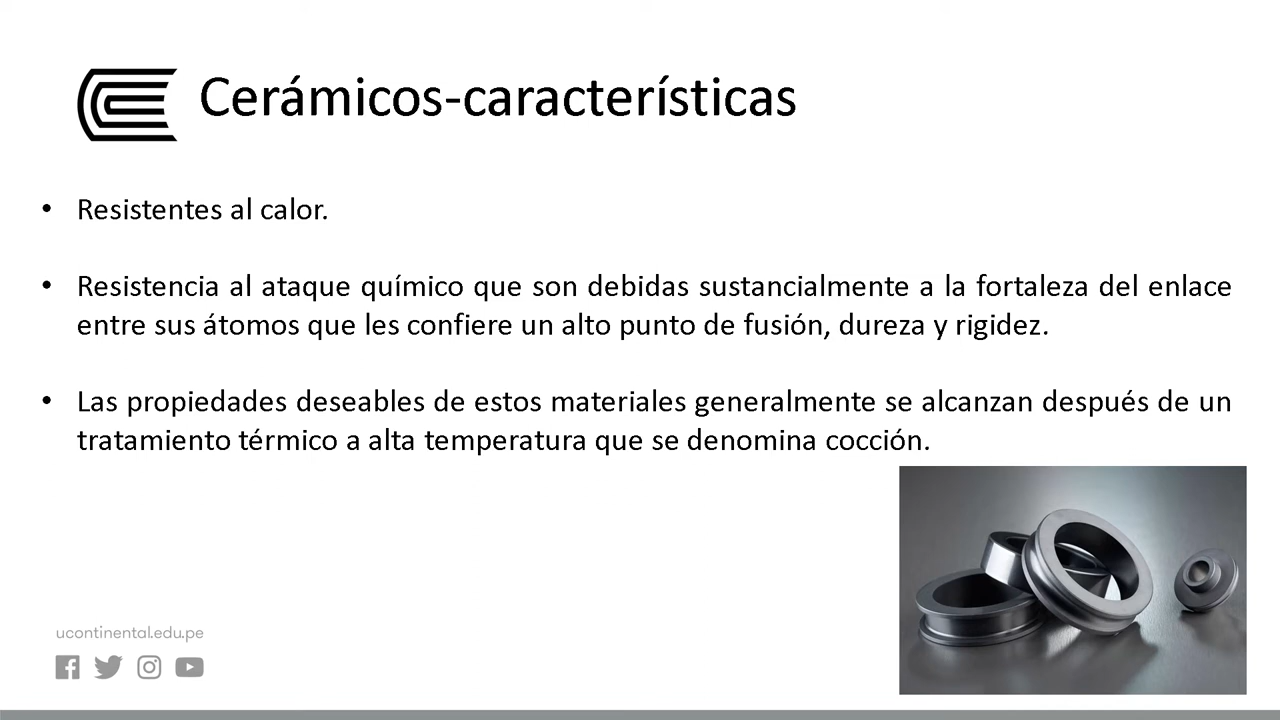 Cerámicos-características
• Resistentes al calor.
• Resistencia al ataque químico que son debidas sustancialmente a la fortaleza del enlace
entre sus átomos que les confiere un alto punto de fusión, dureza y rigidez.
• Las propiedades deseables de estos materiales generalmente se alcanzan después de un
tratamiento térmico a alta temperatura que se denomina cocción.
ucontinental.edu.pe